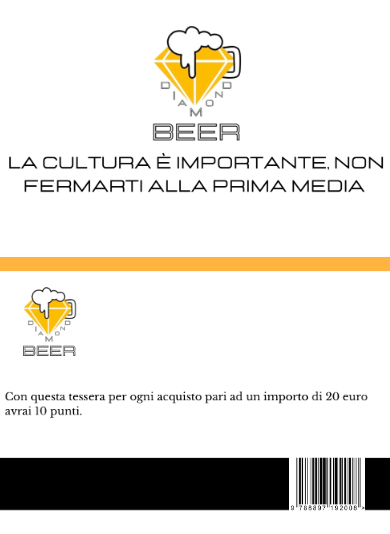 DIAMOND
BEER
LA CULTURA È IMPORTANTE, NON
FERMARTI ALLA PRIMA MEDIA
DIAMOND
BEER
Con questa tessera per ogni acquisto pari ad un importo di 20 euro
avrai 10 punti.
9 788897 192008 >